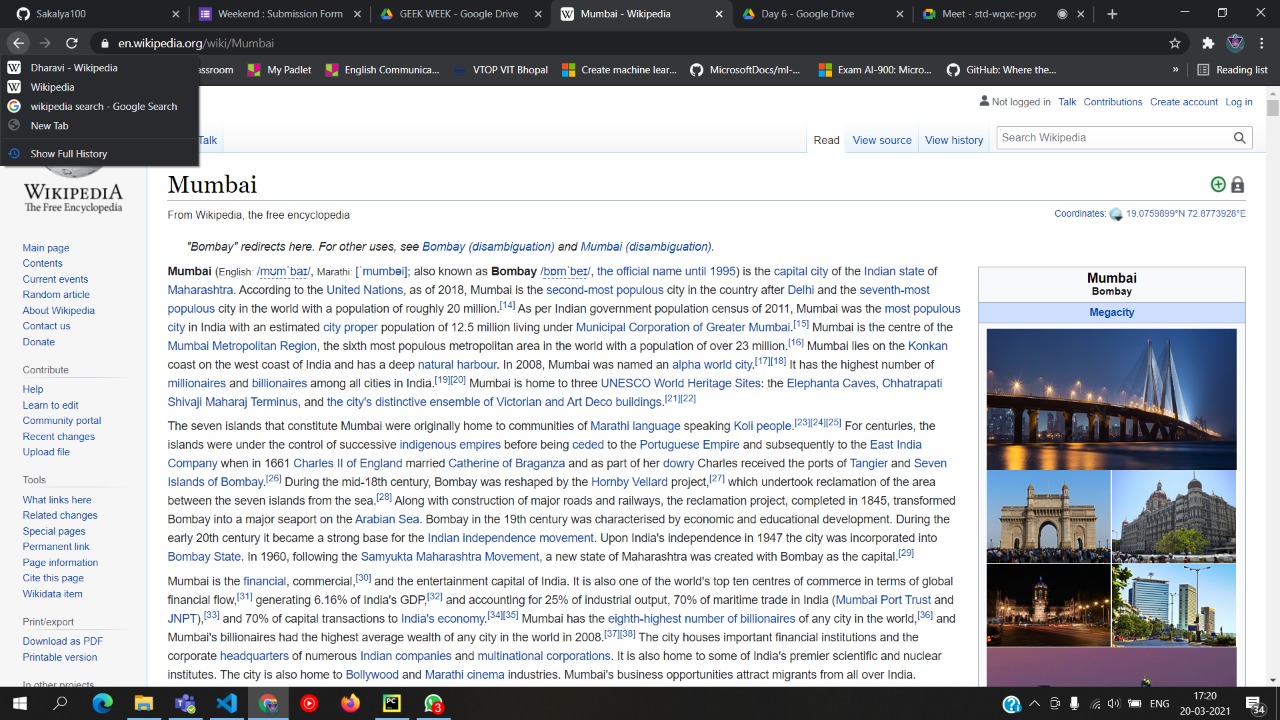 Sakalya100
Weekend : Submission Form
GEEK WEEK - Google Drive
Mumbai - Wikipedia
Day 6 - Google Drive
Meet - std-wqxc-pgo
en.wikipedia.org/wiki/Mumbai
Dharavi - Wikipedia
Wikipedia
wikipedia search - Google Search
New Tab
Show Full History
assroom
My Padlet
English Communica...
VTOP VIT Bhopal
Create machine lear...
MicrosoftDocs/ml-...
Exam AI-900: Micro...
GitHub: Where the...
»
Reading list
Not logged in Talk Contributions Create account Log in
Talk
Read View source View history
Search Wikipedia
WIKIPEDIA
The Free Encyclopedia
Main page
Contents
Current events
Random article
About Wikipedia
Contact us
Donate
Contribute
Help
Learn to edit
Community portal
Recent changes
Upload file
Tools
What links here
Related changes
Special pages
Permanent link
Page information
Cite this page
Wikidata item
Print/export
Download as PDF
Printable version
In other projects
Mumbai
From Wikipedia, the free encyclopedia
Coordinates: 19.0759899°N 72.8773928°E
"Bombay" redirects here. For other uses, see Bombay (disambiguation) and Mumbai (disambiguation).
Mumbai (English: /mʊmˈbaɪ/, Marathi: [ˈmumbəi]; also known as Bombay /bɒmˈbeɪ/, the official name until 1995) is the capital city of the Indian state of
Maharashtra. According to the United Nations, as of 2018, Mumbai is the second-most populous city in the country after Delhi and the seventh-most
populous city in the world with a population of roughly 20 million.[14] As per Indian government population census of 2011, Mumbai was the most populous
city in India with an estimated city proper population of 12.5 million living under Municipal Corporation of Greater Mumbai.[15] Mumbai is the centre of the
Mumbai Metropolitan Region, the sixth most populous metropolitan area in the world with a population of over 23 million.[16] Mumbai lies on the Konkan
coast on the west coast of India and has a deep natural harbour. In 2008, Mumbai was named an alpha world city.[17][18] It has the highest number of
millionaires and billionaires among all cities in India.[19][20] Mumbai is home to three UNESCO World Heritage Sites: the Elephanta Caves, Chhatrapati
Shivaji Maharaj Terminus, and the city's distinctive ensemble of Victorian and Art Deco buildings.[21][22]
The seven islands that constitute Mumbai were originally home to communities of Marathi language speaking Koli people.[23][24][25] For centuries, the
islands were under the control of successive indigenous empires before being ceded to the Portuguese Empire and subsequently to the East India
Company when in 1661 Charles II of England married Catherine of Braganza and as part of her dowry Charles received the ports of Tangier and Seven
Islands of Bombay.[26] During the mid-18th century, Bombay was reshaped by the Hornby Vellard project,[27] which undertook reclamation of the area
between the seven islands from the sea.[28] Along with construction of major roads and railways, the reclamation project, completed in 1845, transformed
Bombay into a major seaport on the Arabian Sea. Bombay in the 19th century was characterised by economic and educational development. During the
early 20th century it became a strong base for the Indian independence movement. Upon India's independence in 1947 the city was incorporated into
Bombay State. In 1960, following the Samyukta Maharashtra Movement, a new state of Maharashtra was created with Bombay as the capital.[29]
Mumbai is the financial, commercial,[30] and the entertainment capital of India. It is also one of the world's top ten centres of commerce in terms of global
financial flow,[31] generating 6.16% of India's GDP,[32] and accounting for 25% of industrial output, 70% of maritime trade in India (Mumbai Port Trust and
JNPT),[33] and 70% of capital transactions to India's economy.[34][35] Mumbai has the eighth-highest number of billionaires of any city in the world,[36] and
Mumbai's billionaires had the highest average wealth of any city in the world in 2008.[37][38] The city houses important financial institutions and the
corporate headquarters of numerous Indian companies and multinational corporations. It is also home to some of India's premier scientific and nuclear
institutes. The city is also home to Bollywood and Marathi cinema industries. Mumbai's business opportunities attract migrants from all over India.
Mumbai
Bombay
Megacity
PC
3
ENG
17:20
20-03-2021
34